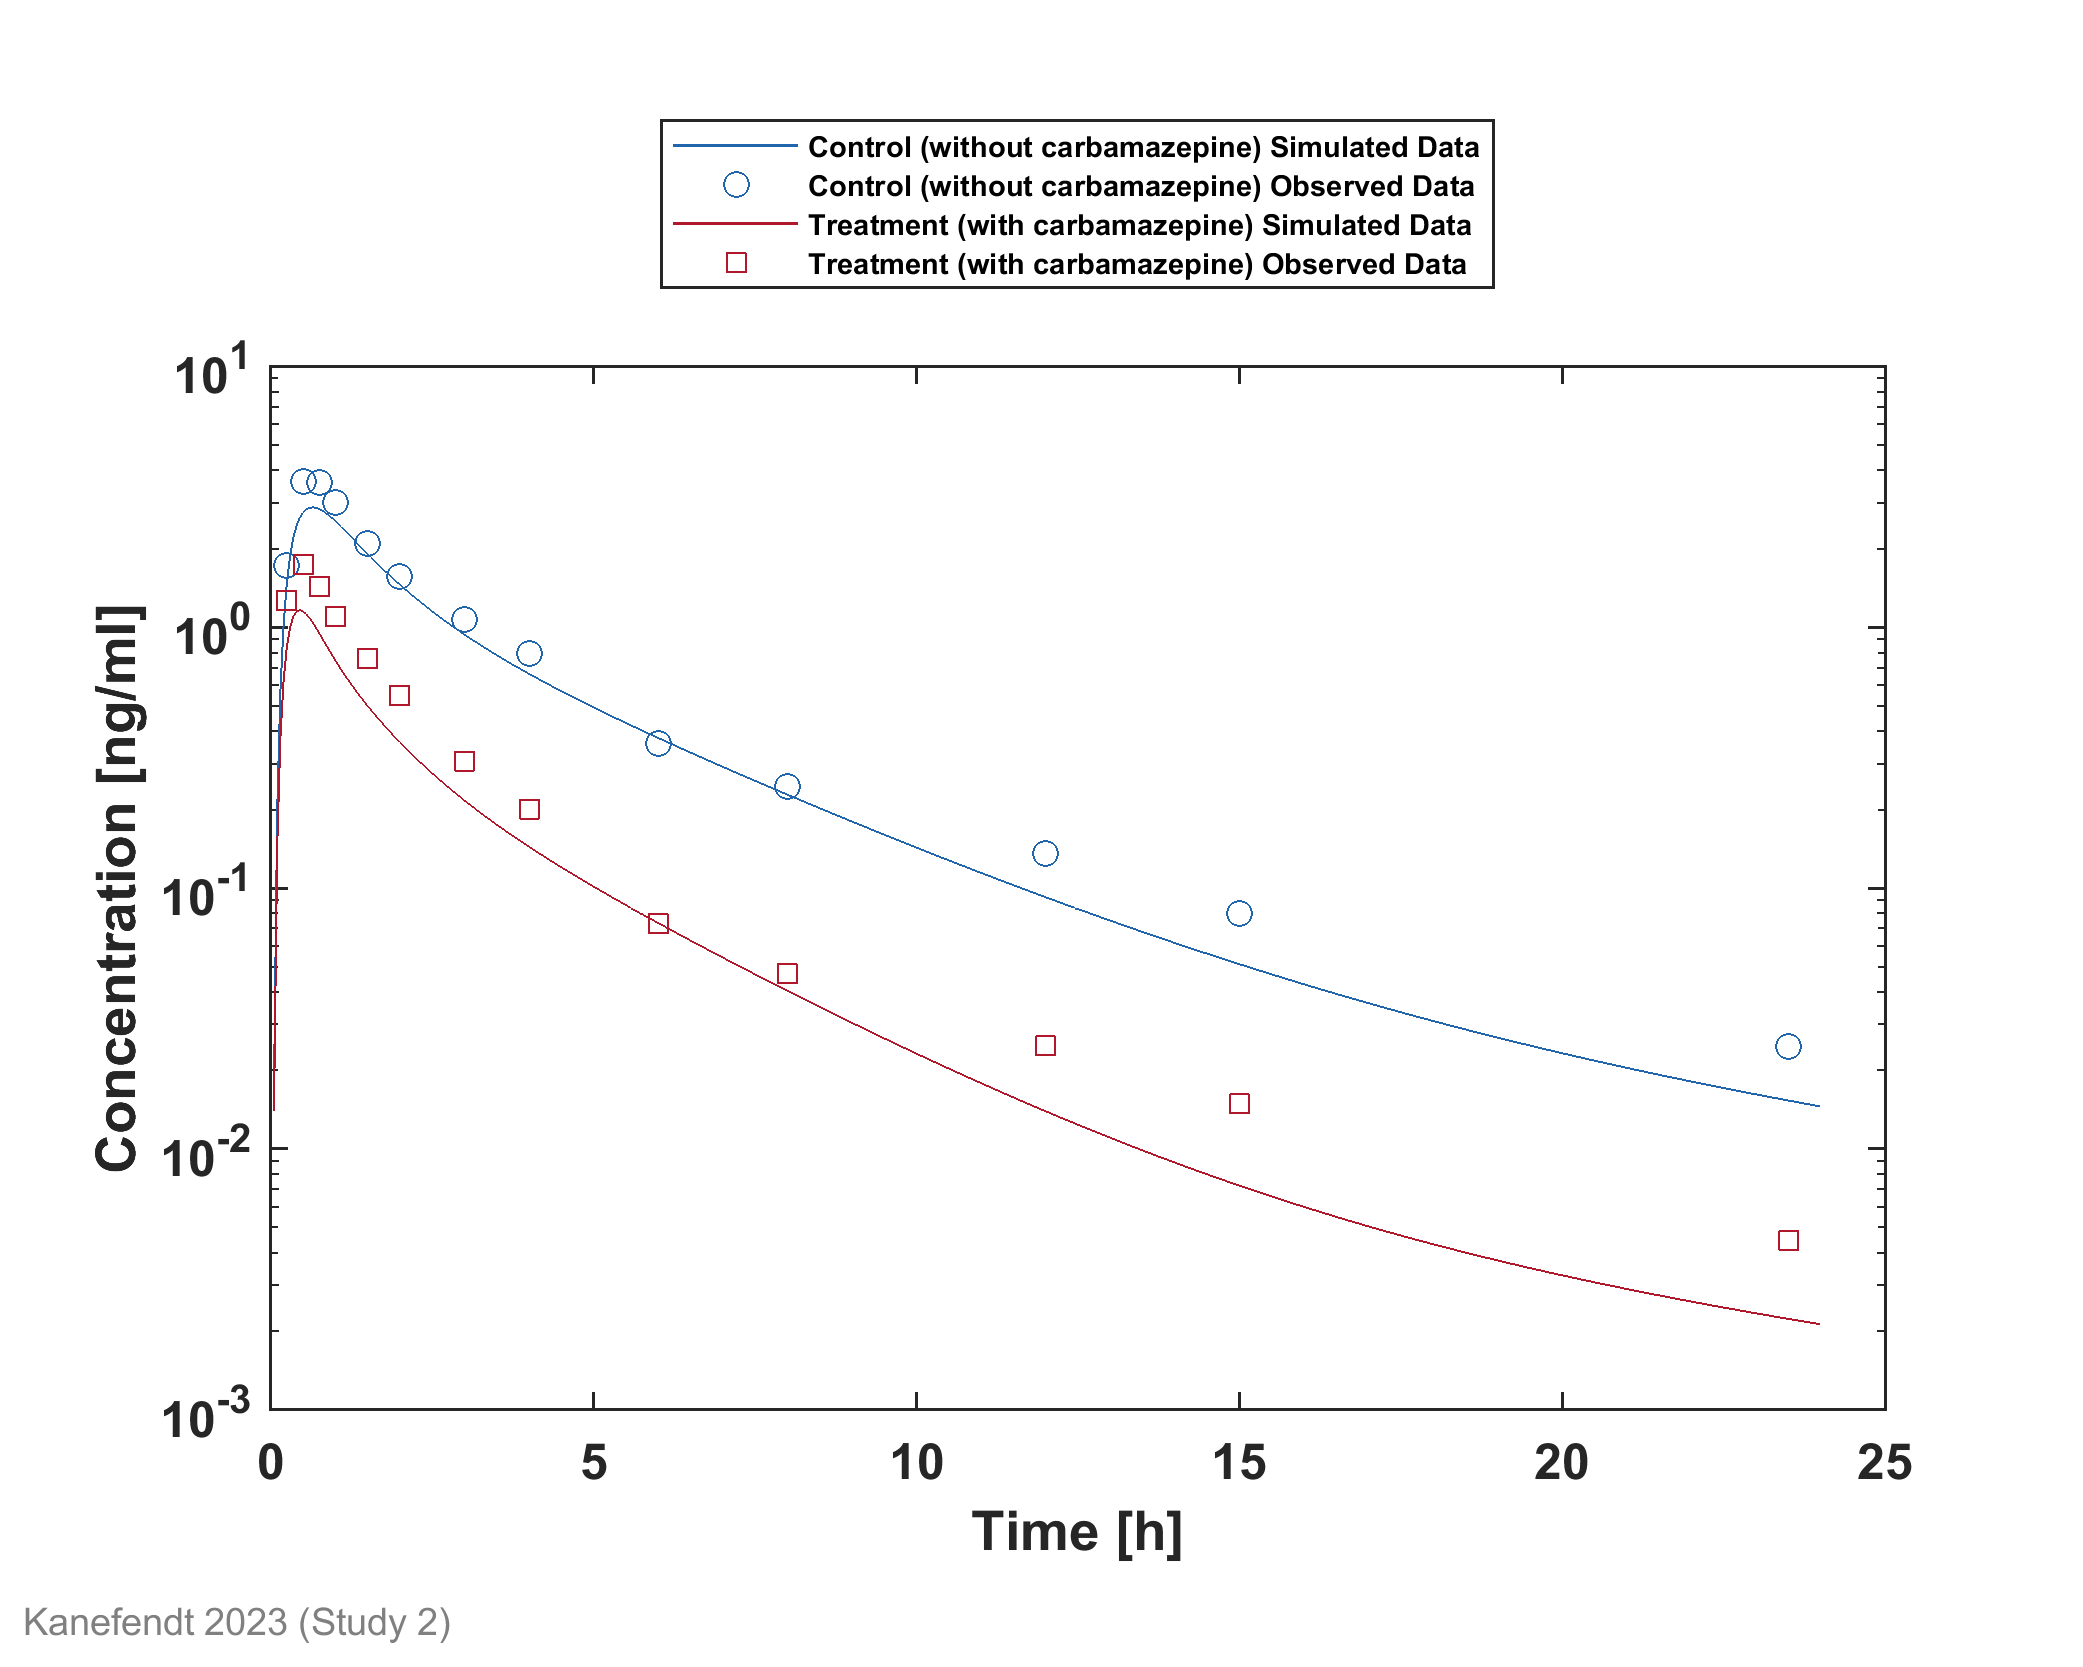 Control (without carbamazepine) Simulated Data
Control (without carbamazepine) Observed Data
Treatment (with carbamazepine) Simulated Data
Treatment (with carbamazepine) Observed Data
10^1
10^0
10^-1
10^-2
10^-3
Concentration [ng/ml]
0 5 10 15 20 25
Time [h]
Kanefendt 2023 (Study 2)